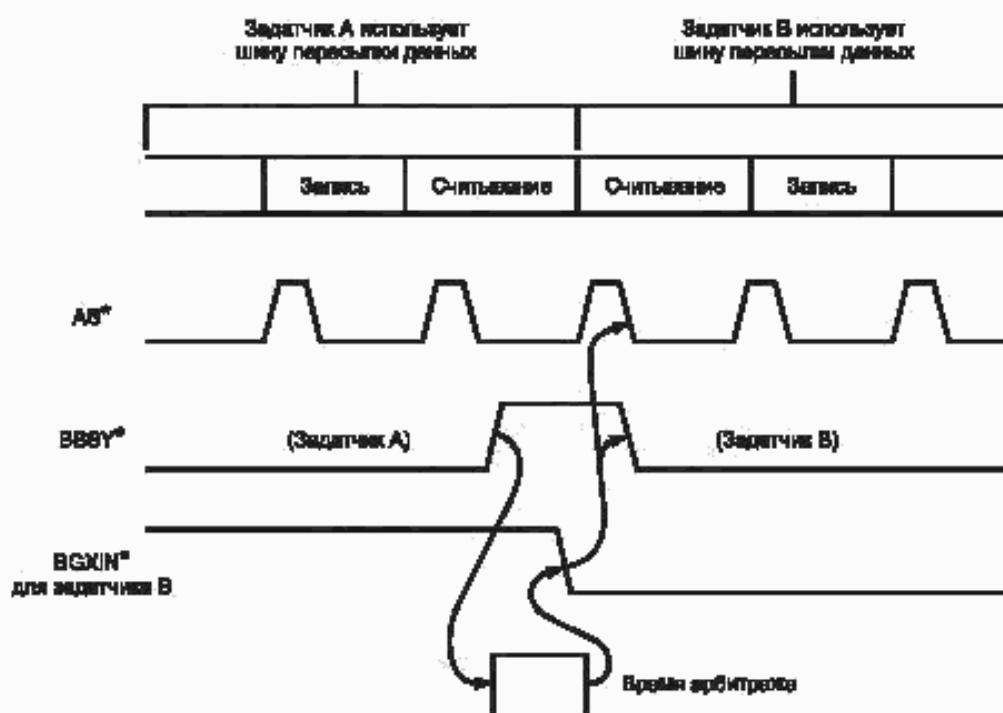 Задатчик А использует
шину пересылки данных
Задатчик В использует
шину пересылки данных
Запись
Считывание
Считывание
Запись
AS*
BBSY*
(Задатчик А)
(Задатчик В)
BGXIN*
для задатчика В
Время арбитража